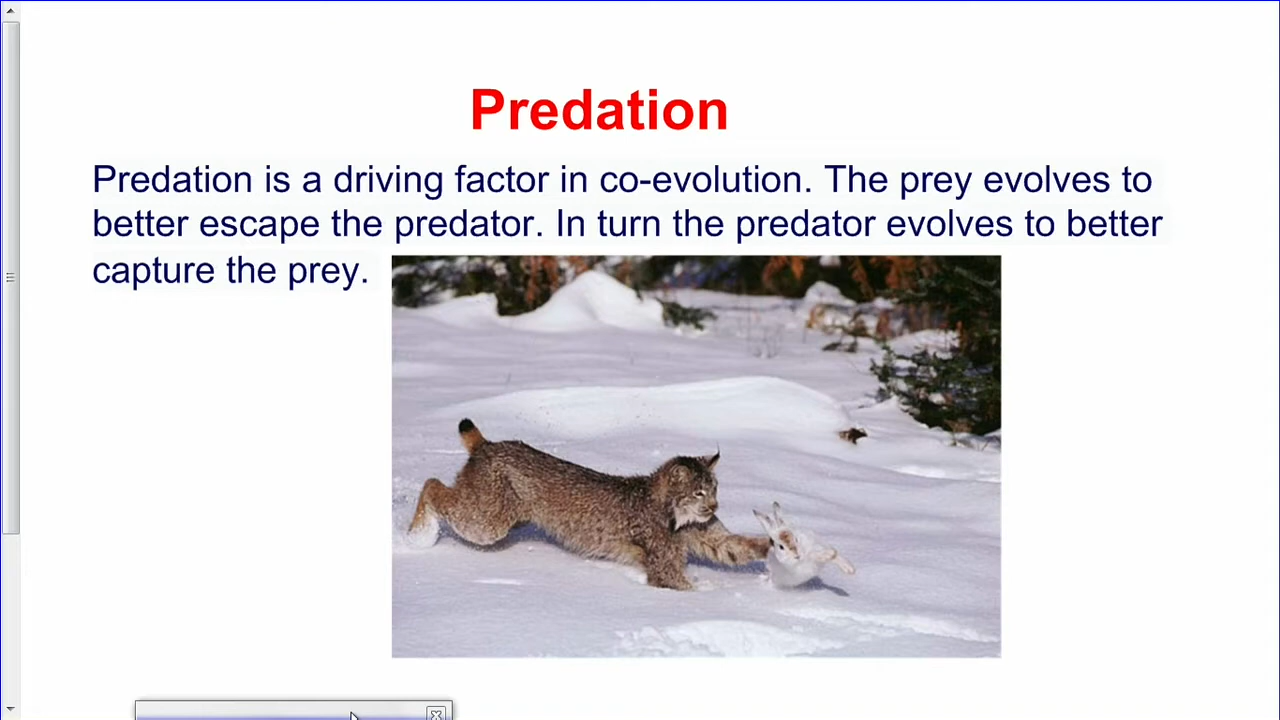 Predation
Predation is a driving factor in co-evolution. The prey evolves to
better escape the predator. In turn the predator evolves to better
capture the prey.